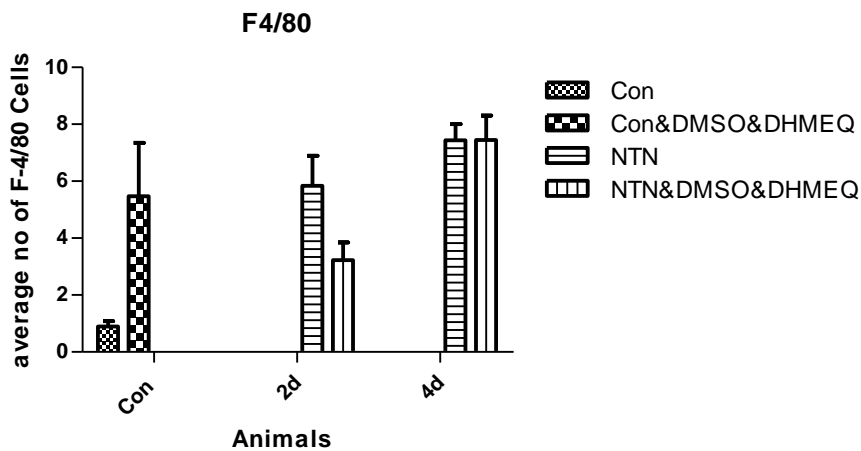 F4/80
average no of F-4/80 Cells
10
8
6
4
2
0
Con
2d
4d
Animals
Con
Con&DMSO&DHMEQ
NTN
NTN&DMSO&DHMEQ